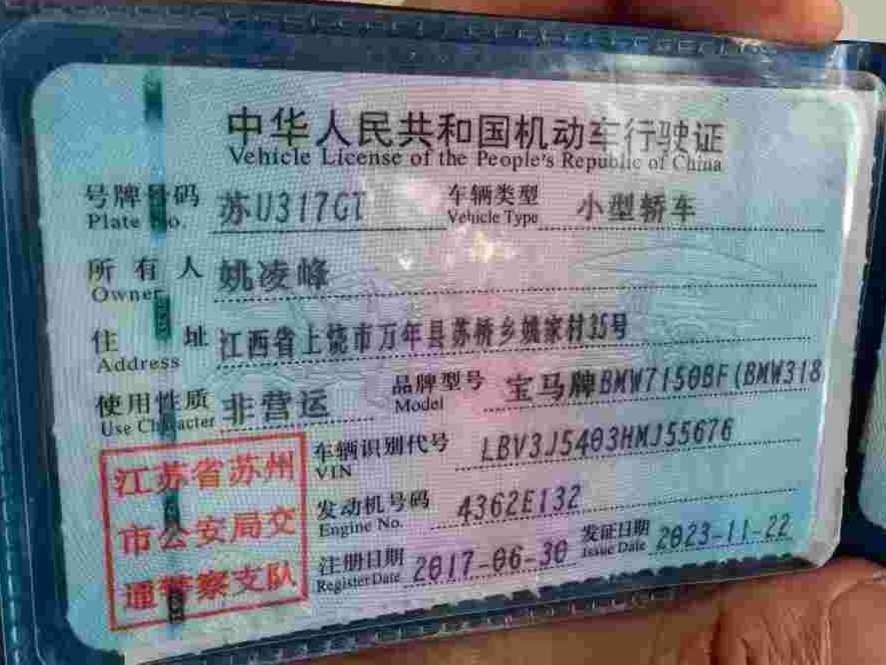 中华人民共和国机动车行驶证
Vehicle License of the People's Republic of China
号牌号码 苏U317GT 车辆类型 小型轿车
Plate No. Vehicle Type
所有人 姚凌峰
Owner
住址 江西省上饶市万年县苏桥乡姚家村35号
Address
使用性质 非营运 品牌型号 宝马牌BMW7150BF(BMW318
Use Character Model
车辆识别代号 LBV3J5403HMJ55676
VIN
发动机号码 4362E132
Engine No.
注册日期 2017-06-30 发证日期 2023-11-22
Register Date Issue Date
江苏省苏州
市公安局交
通警察支队